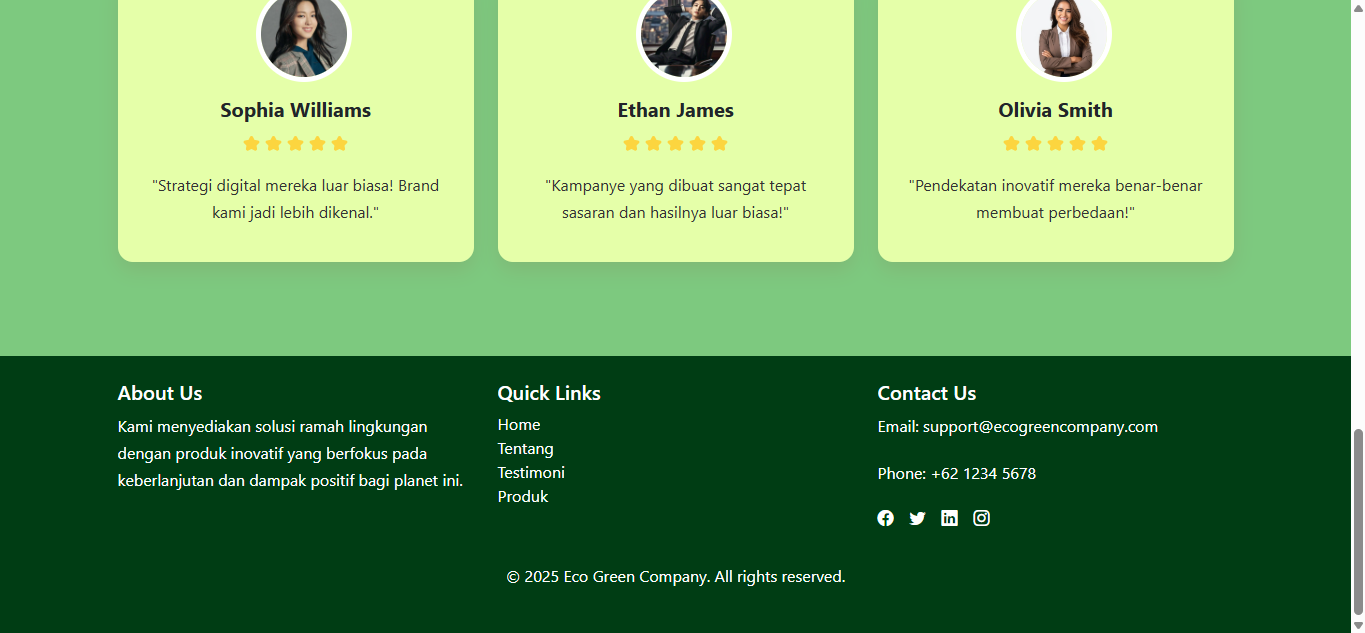 Sophia Williams
"Strategi digital mereka luar biasa! Brand
kami jadi lebih dikenal."
Ethan James
"Kampanye yang dibuat sangat tepat
sasaran dan hasilnya luar biasa!"
Olivia Smith
"Pendekatan inovatif mereka benar-benar
membuat perbedaan!"
About Us
Kami menyediakan solusi ramah lingkungan
dengan produk inovatif yang berfokus pada
keberlanjutan dan dampak positif bagi planet ini.
Quick Links
Home
Tentang
Testimoni
Produk
Contact Us
Email: support@ecogreencompany.com
Phone: +62 1234 5678
© 2025 Eco Green Company. All rights reserved.